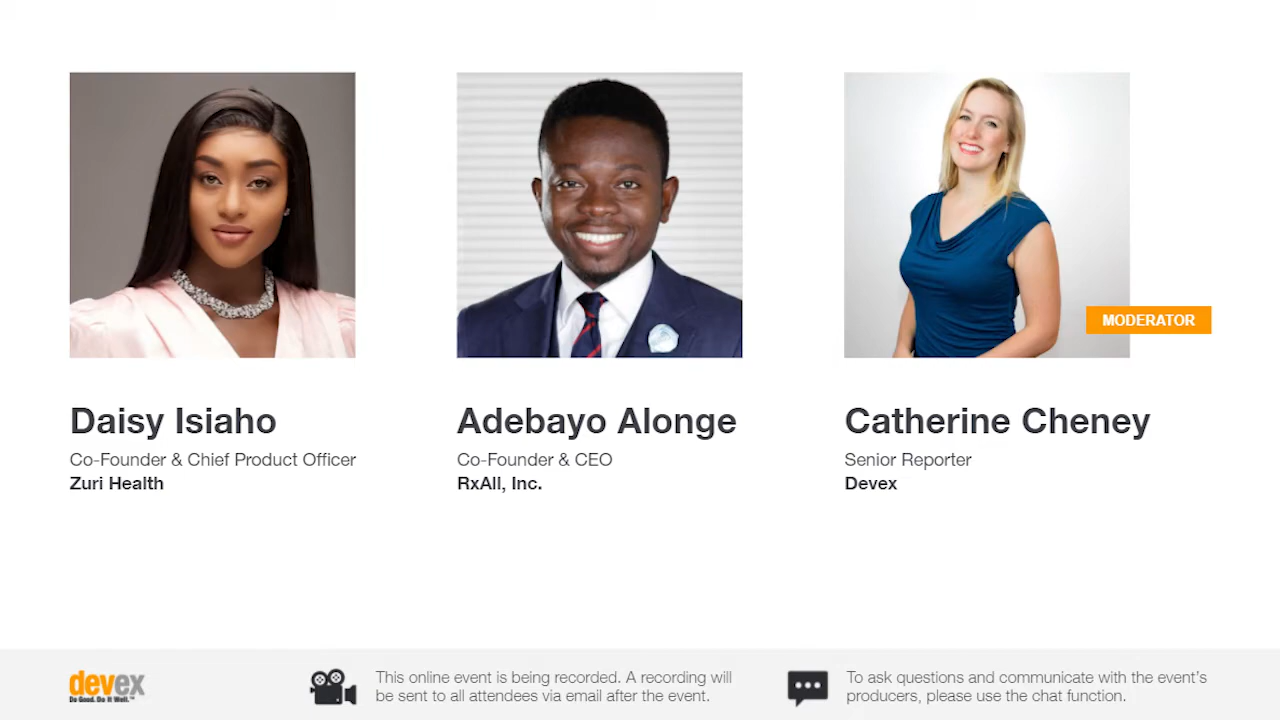 MODERATOR
Daisy Isiaho
Co-Founder & Chief Product Officer
Zuri Health
Adebayo Alonge
Co-Founder & CEO
RxAll, Inc.
Catherine Cheney
Senior Reporter
Devex
devex
Do Good. Do It Well.™
This online event is being recorded. A recording will
be sent to all attenees via email after the event.
To ask questions and communicate with the event's
producers, please use the chat function.